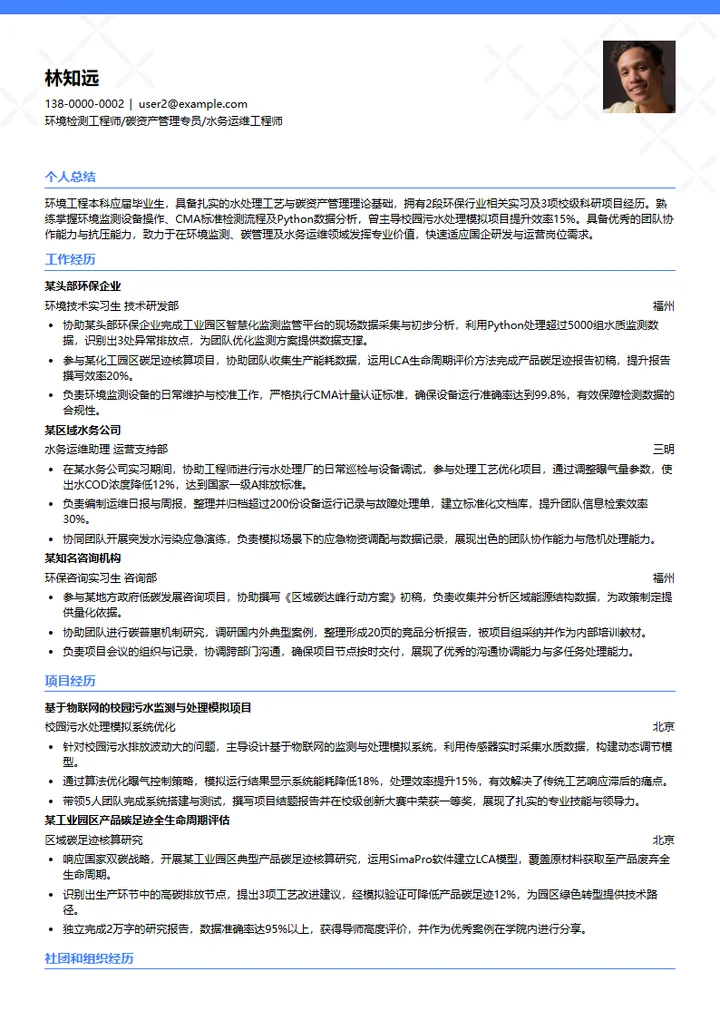 林知远
138-0000-0002 | user2@example.com
环境检测工程师/碳资产管理专员/水务运维工程师
个人总结
环境工程本科应届毕业生，具备扎实的水处理工艺与碳资产管理理论基础，拥有2段环保行业相关实习及3项校级科研项目经历。熟
练掌握环境监测设备操作、CMA标准检测流程及Python数据分析，曾主导校园污水处理模拟项目提升效率15%。具备优秀的团队协
作能力与抗压能力，致力于在环境监测、碳管理及水务运维领域发挥专业价值，快速适应国企研发与运营岗位需求。
工作经历
某头部环保企业
环境技术实习生 技术研发部 福州
• 协助某头部环保企业完成工业园区智慧化监测监管平台的现场数据采集与初步分析，利用Python处理超过5000组水质监测数
据，识别出3处异常排放点，为团队优化监测方案提供数据支撑。
• 参与某化工园区碳足迹核算项目，协助团队收集生产能耗数据，运用LCA生命周期评价方法完成产品碳足迹报告初稿，提升报告
撰写效率20%。
• 负责环境监测设备的日常维护与校准工作，严格执行CMA计量认证标准，确保设备运行准确率达到99.8%，有效保障检测数据的
合规性。
某区域水务公司
水务运维助理 运营支持部 三明
• 在某水务公司实习期间，协助工程师进行污水处理厂的日常巡检与设备调试，参与处理工艺优化项目，通过调整曝气量参数，使
出水COD浓度降低12%，达到国家一级A排放标准。
• 负责编制运维日报与周报，整理并归档超过200份设备运行记录与故障处理单，建立标准化文档库，提升团队信息检索效率
30%。
• 协同团队开展突发水污染应急演练，负责模拟场景下的应急物资调配与数据记录，展现出色的团队协作能力与危机处理能力。
某知名咨询机构
环保咨询实习生 咨询部 福州
• 参与某地方政府低碳发展咨询项目，协助撰写《区域碳达峰行动方案》初稿，负责收集并分析区域能源结构数据，为政策制定提
供量化依据。
• 协助团队进行碳普惠机制研究，调研国内外典型案例，整理形成20页的竞品分析报告，被项目组采纳并作为内部培训教材。
• 负责项目会议的组织与记录，协调跨部门沟通，确保项目节点按时交付，展现了优秀的沟通协调能力与多任务处理能力。
项目经历
基于物联网的校园污水监测与处理模拟项目
校园污水处理模拟系统优化 北京
• 针对校园污水排放波动大的问题，主导设计基于物联网的监测与处理模拟系统，利用传感器实时采集水质数据，构建动态调节模
型。
• 通过算法优化曝气控制策略，模拟运行结果显示系统能耗降低18%，处理效率提升15%，有效解决了传统工艺响应滞后的痛点。
• 带领5人团队完成系统搭建与测试，撰写项目结题报告并在校级创新大赛中荣获一等奖，展现了扎实的专业技能与领导力。
某工业园区产品碳足迹全生命周期评估
区域碳足迹核算研究 北京
• 响应国家双碳战略，开展某工业园区典型产品碳足迹核算研究，运用SimaPro软件建立LCA模型，覆盖原材料获取至产品废弃全
生命周期。
• 识别出生产环节中的高碳排放节点，提出3项工艺改进建议，经模拟验证可降低产品碳足迹12%，为园区绿色转型提供技术路
径。
• 独立完成2万字的研究报告，数据准确率达95%以上，获得导师高度评价，并作为优秀案例在学院内进行分享。
社团和组织经历